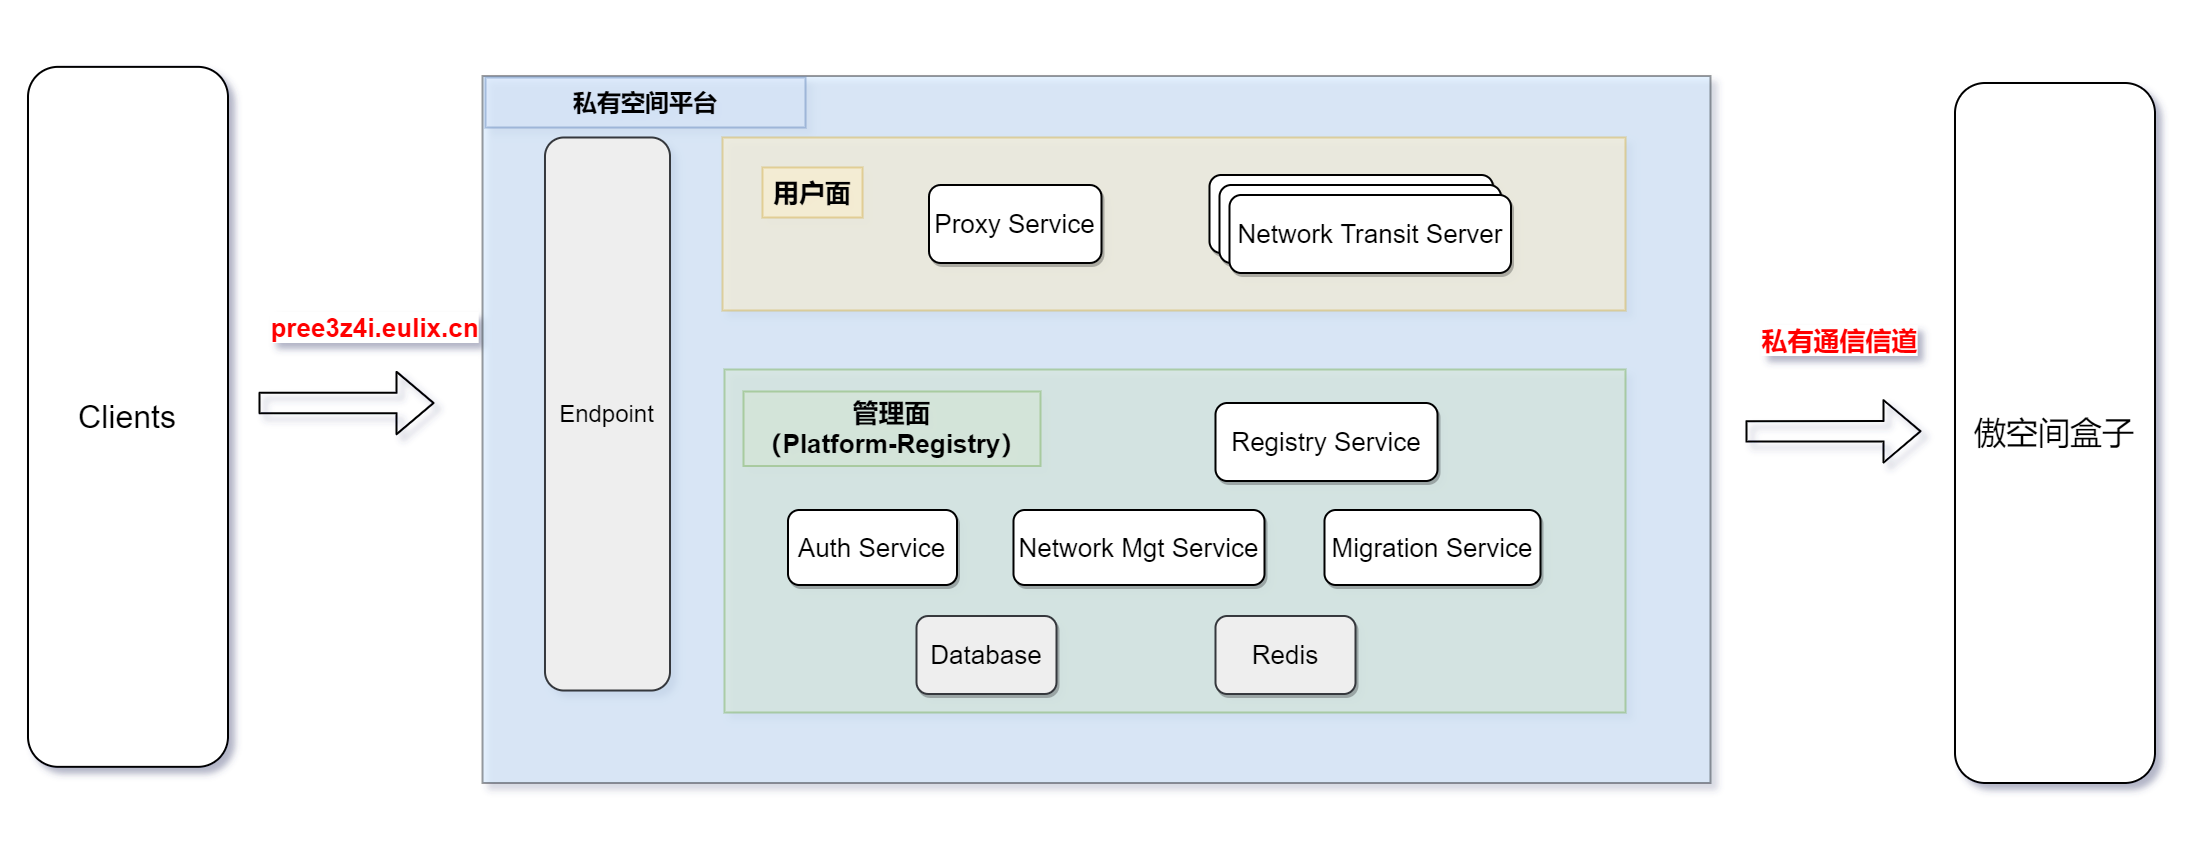 Clients
pree3z4i.eulix.cn
私有空间平台
Endpoint
用户面
Proxy Service
Network Transit Server
管理面
（Platform-Registry）
Registry Service
Auth Service
Network Mgt Service
Migration Service
Database
Redis
私有通信信道
傲空间盒子